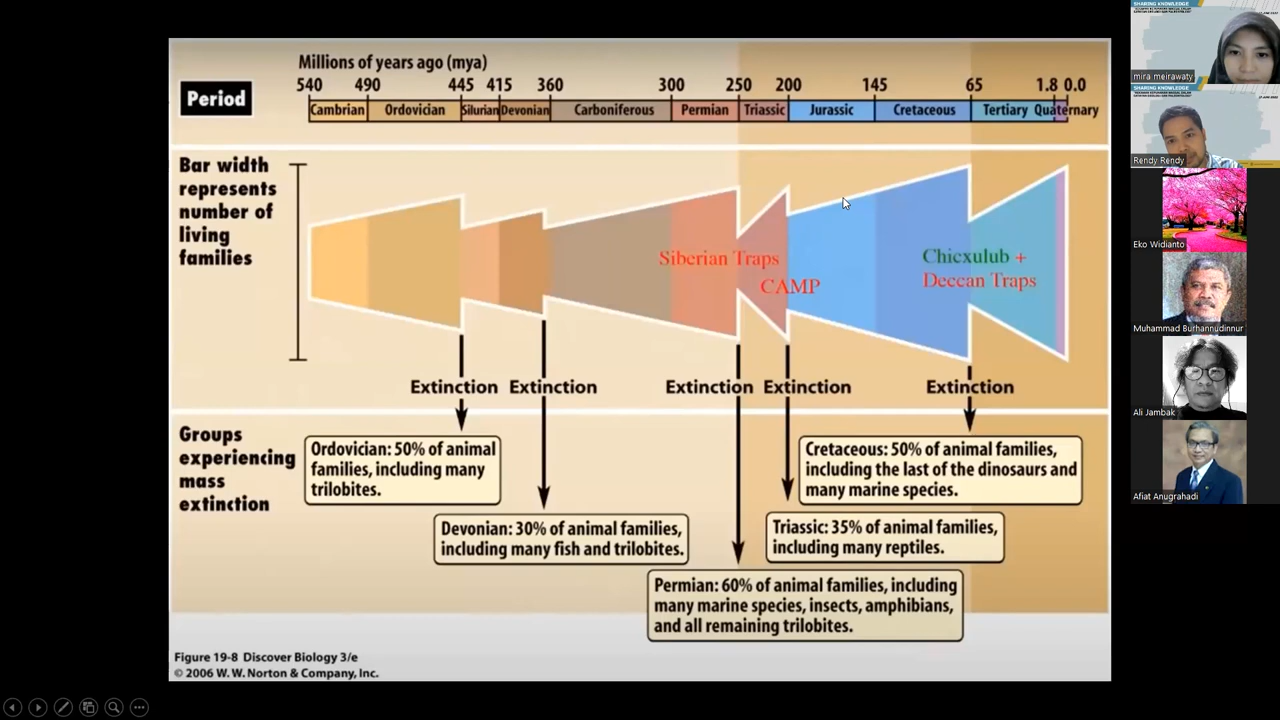 Millions of years ago (mya)
540 490 445 415 360 300 250 200 145 65 1.8 0.0
Period
Cambrian Ordovician Silurian Devonian Carboniferous Permian Triassic Jurassic Cretaceous Tertiary Quaternary
Bar width
represents
number of
living
families
Siberian Traps
CAMP
Chicxulub +
Deccan Traps
Extinction Extinction Extinction Extinction Extinction
Groups
experiencing
mass
extinction
Ordovician: 50% of animal
families, including many
trilobites.
Devonian: 30% of animal families,
including many fish and trilobites.
Permian: 60% of animal families, including
many marine species, insects, amphibians,
and all remaining trilobites.
Triassic: 35% of animal families,
including many reptiles.
Cretaceous: 50% of animal families,
including the last of the dinosaurs and
many marine species.
Figure 19-8 Discover Biology 3/e
© 2006 W. W. Norton & Company, Inc.
SHARING KNOWLEDGE
mira meirawaty
SHARING KNOWLEDGE
Rendy Rendy
Eko Widianto
Muhammad Burhannudinnur
Ali Jambak
Afiat Anugrahadi